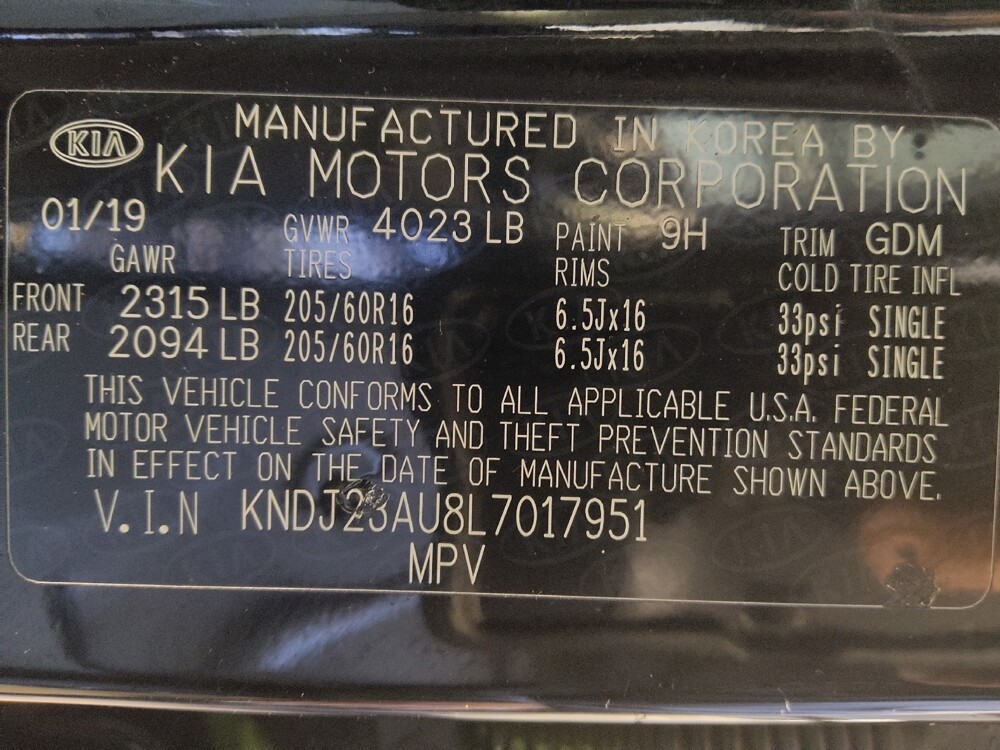 KIA MANUFACTURED IN KOREA BY
KIA MOTORS CORPORATION
01/19 GVWR 4023 LB PAINT 9H TRIM GDM
GAWR TIRES RIMS COLD TIRE INFL
FRONT 2315 LB 205/60R16 6.5Jx16 33psi SINGLE
REAR 2094 LB 205/60R16 6.5Jx16 33psi SINGLE
THIS VEHICLE CONFORMS TO ALL APPLICABLE U.S.A. FEDERAL
MOTOR VEHICLE SAFETY AND THEFT PREVENTION STANDARDS
IN EFFECT ON THE DATE OF MANUFACTURE SHOWN ABOVE.
V.I.N KNDJ23AU8L7017951
MPV